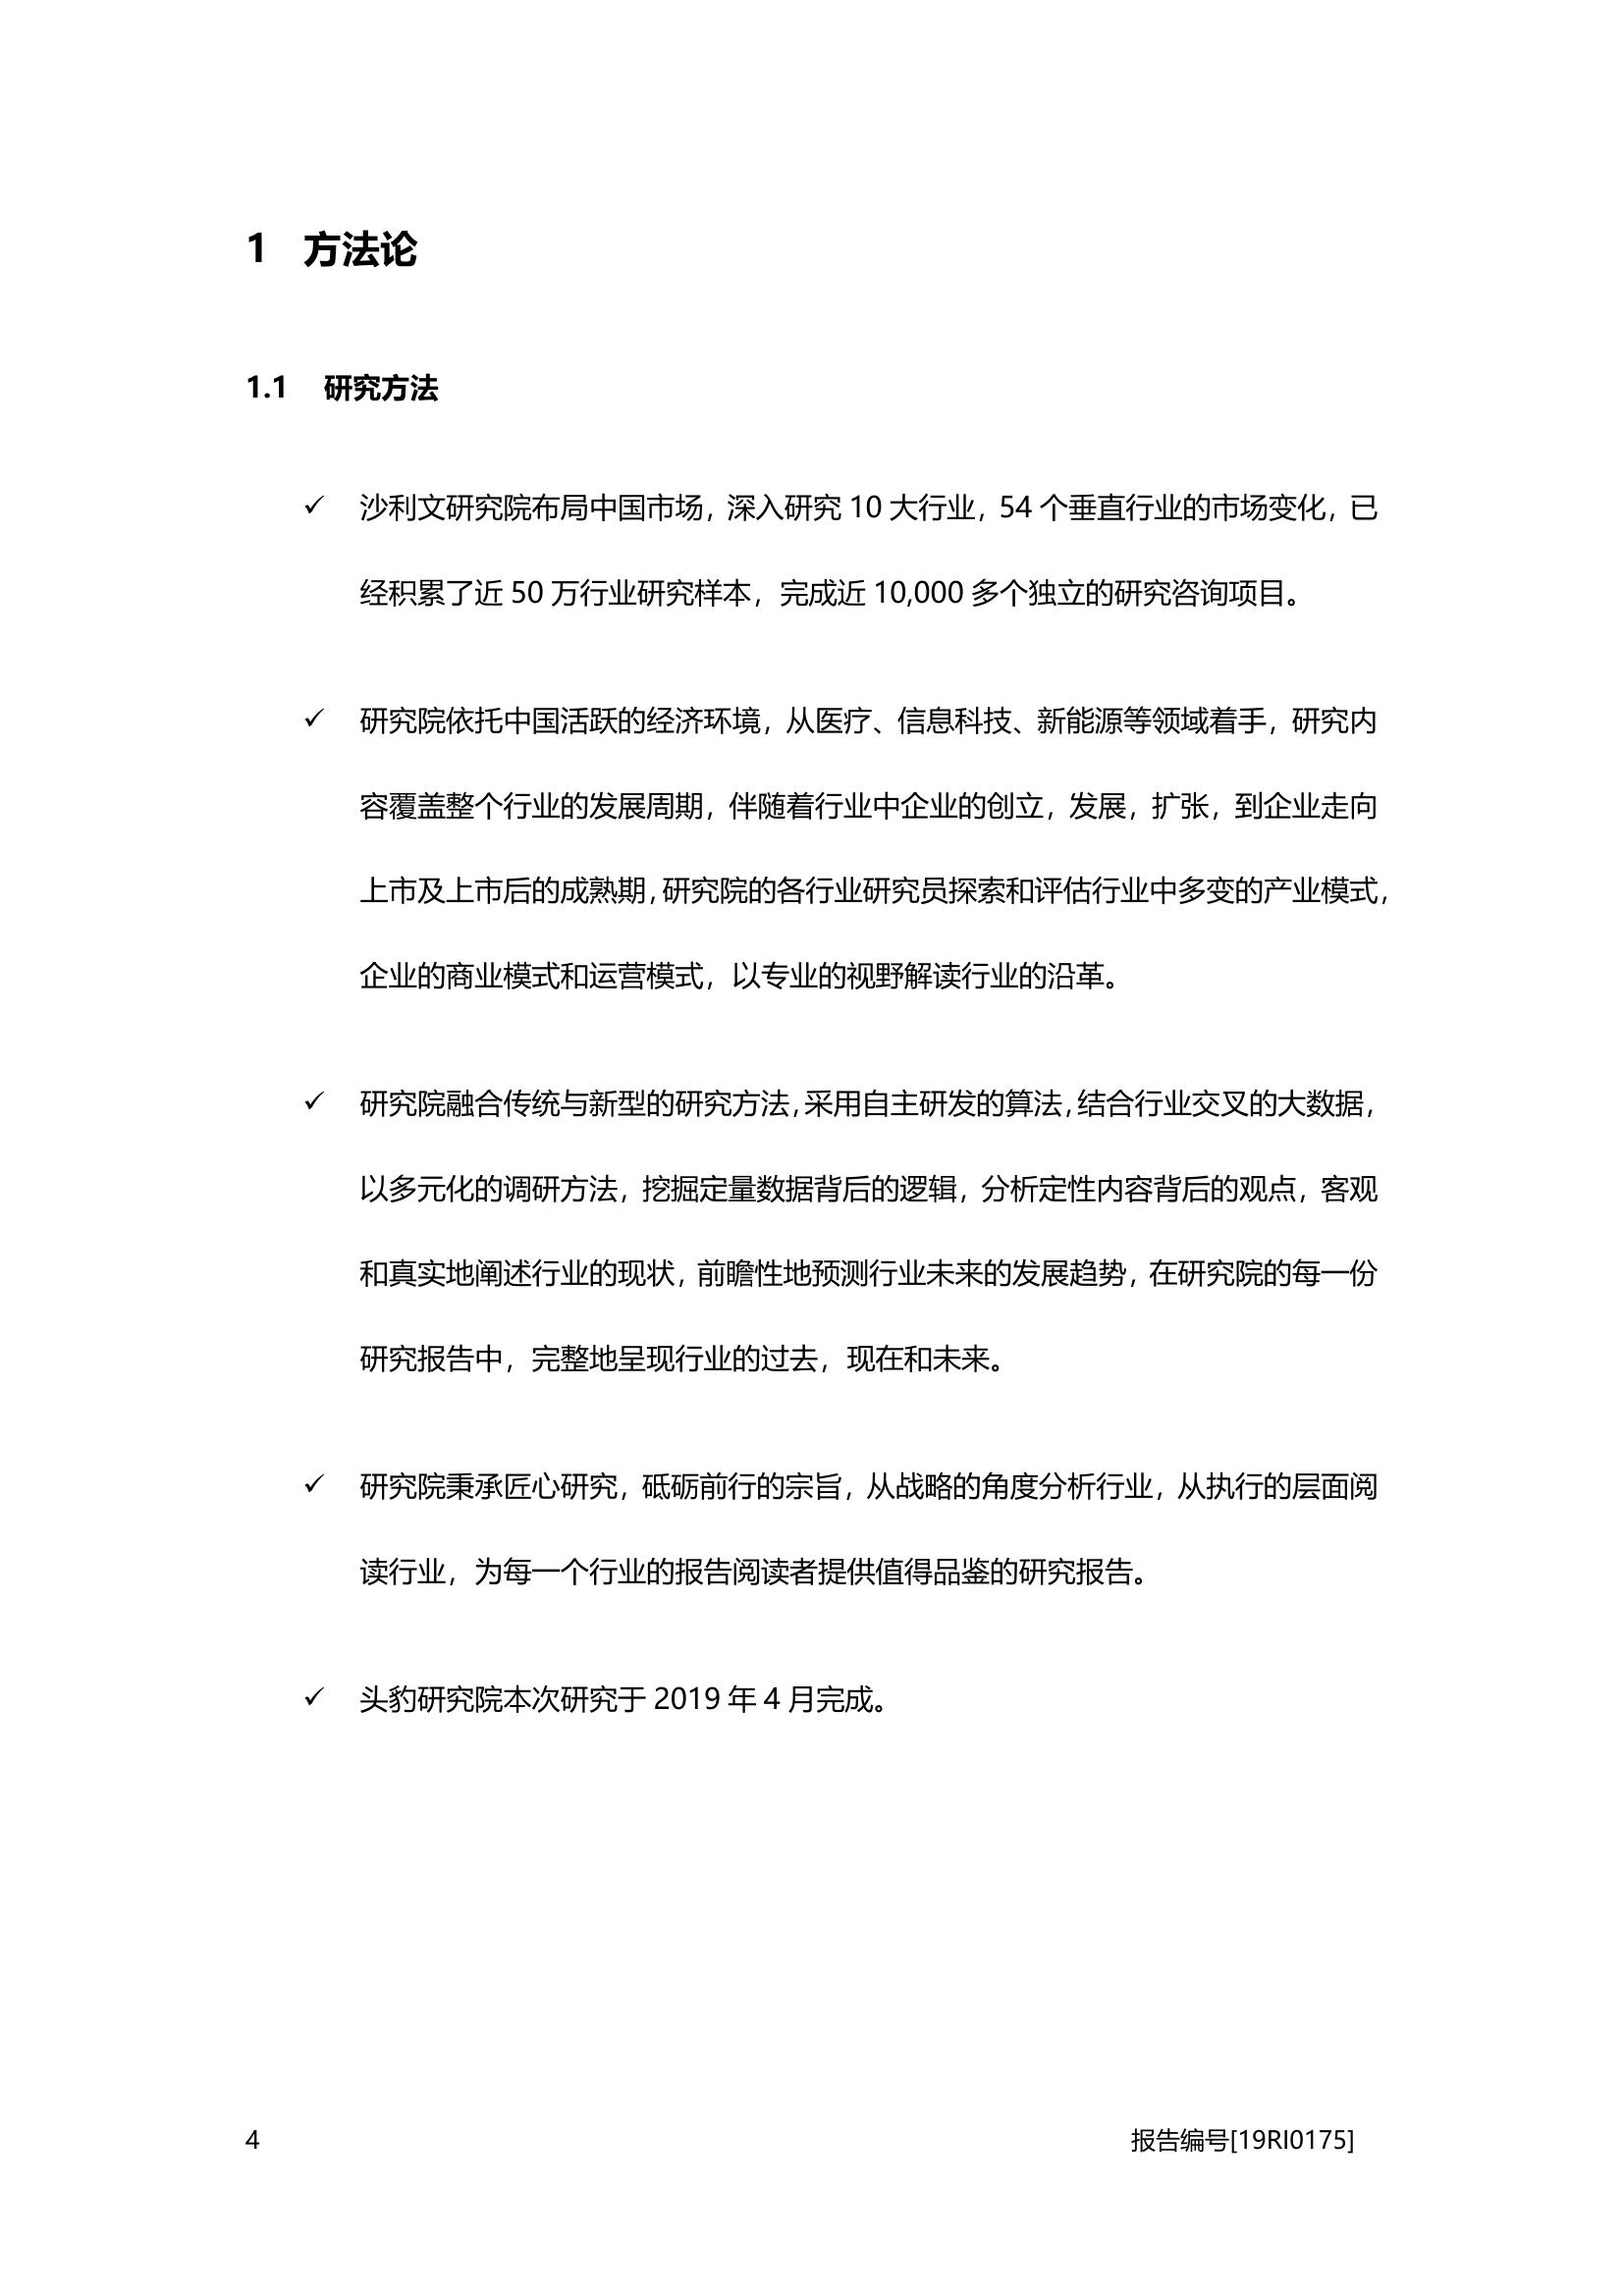 1 方法论
1.1 研究方法
✓ 沙利文研究院布局中国市场，深入研究 10 大行业，54 个垂直行业的市场变化，已
经积累了近 50 万行业研究样本，完成近 10,000 多个独立的研究咨询项目。
✓ 研究院依托中国活跃的经济环境，从医疗、信息科技、新能源等领域着手，研究内
容覆盖整个行业的发展周期，伴随着行业中企业的创立，发展，扩张，到企业走向
上市及上市后的成熟期，研究院的各行业研究员探索和评估行业中多变的产业模式，
企业的商业模式和运营模式，以专业的视野解读行业的沿革。
✓ 研究院融合传统与新型的研究方法，采用自主研发的算法，结合行业交叉的大数据，
以多元化的调研方法，挖掘定量数据背后的逻辑，分析定性内容背后的观点，客观
和真实地阐述行业的现状，前瞻性地预测行业未来的发展趋势，在研究院的每一份
研究报告中，完整地呈现行业的过去，现在和未来。
✓ 研究院秉承匠心研究，砥砺前行的宗旨，从战略的角度分析行业，从执行的层面阅
读行业，为每一个行业的报告阅读者提供值得品鉴的研究报告。
✓ 头豹研究院本次研究于 2019 年 4 月完成。
4 报告编号[19RI0175]